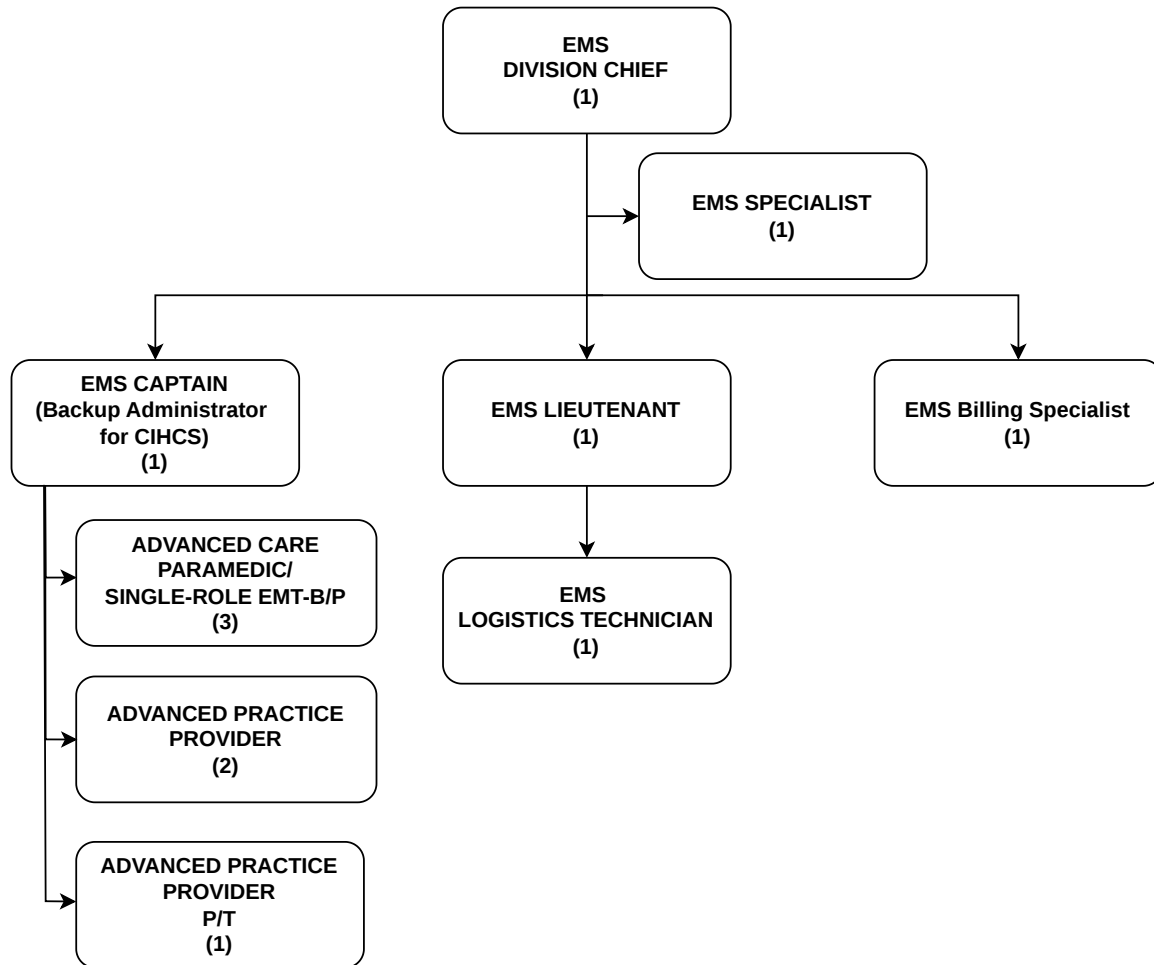 EMS
DIVISION CHIEF
(1)
EMS SPECIALIST
(1)
EMS CAPTAIN
(Backup Administrator
for CIHCS)
(1)
EMS LIEUTENANT
(1)
EMS Billing Specialist
(1)
ADVANCED CARE
PARAMEDIC/
SINGLE-ROLE EMT-B/P
(3)
EMS
LOGISTICS TECHNICIAN
(1)
ADVANCED PRACTICE
PROVIDER
(2)
ADVANCED PRACTICE
PROVIDER
P/T
(1)